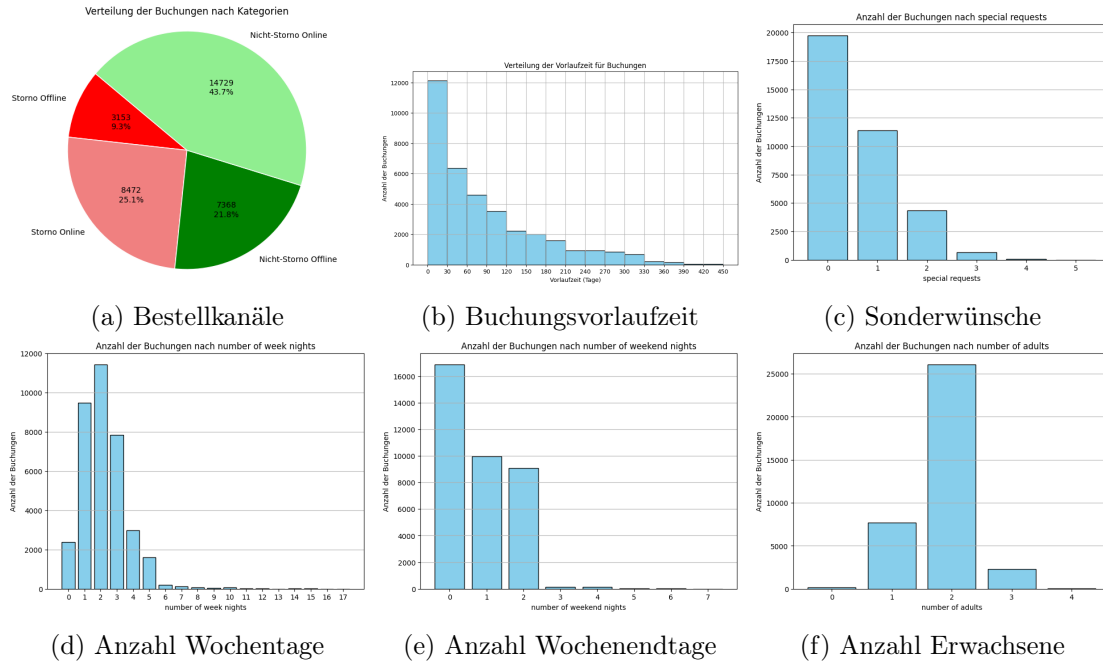 Verteilung der Buchungen nach Kategorien
Nicht-Storno Online
14729
43.7%
Storno Offline
3153
9.3%
8472
25.1%
Storno Online
7368
21.8%
Nicht-Storno Offline
(a) Bestellkanäle
Verteilung der Vorlaufzeit für Buchungen
Anzahl der Buchungen
12000
10000
8000
6000
4000
2000
0
0 30 60 90 120 150 180 210 240 270 300 330 360 390 420 450
Vorlaufzeit (Tage)
(b) Buchungsvorlaufzeit
Anzahl der Buchungen nach special requests
Anzahl der Buchungen
20000
17500
15000
12500
10000
7500
5000
2500
0
0 1 2 3 4 5
special requests
(c) Sonderwünsche
Anzahl der Buchungen nach number of week nights
Anzahl der Buchungen
12000
10000
8000
6000
4000
2000
0
0 1 2 3 4 5 6 7 8 9 10 11 12 13 14 15 16 17
number of week nights
(d) Anzahl Wochentage
Anzahl der Buchungen nach number of weekend nights
Anzahl der Buchungen
16000
14000
12000
10000
8000
6000
4000
2000
0
0 1 2 3 4 5 6 7
number of weekend nights
(e) Anzahl Wochenendtage
Anzahl der Buchungen nach number of adults
Anzahl der Buchungen
25000
20000
15000
10000
5000
0
0 1 2 3 4
number of adults
(f) Anzahl Erwachsene